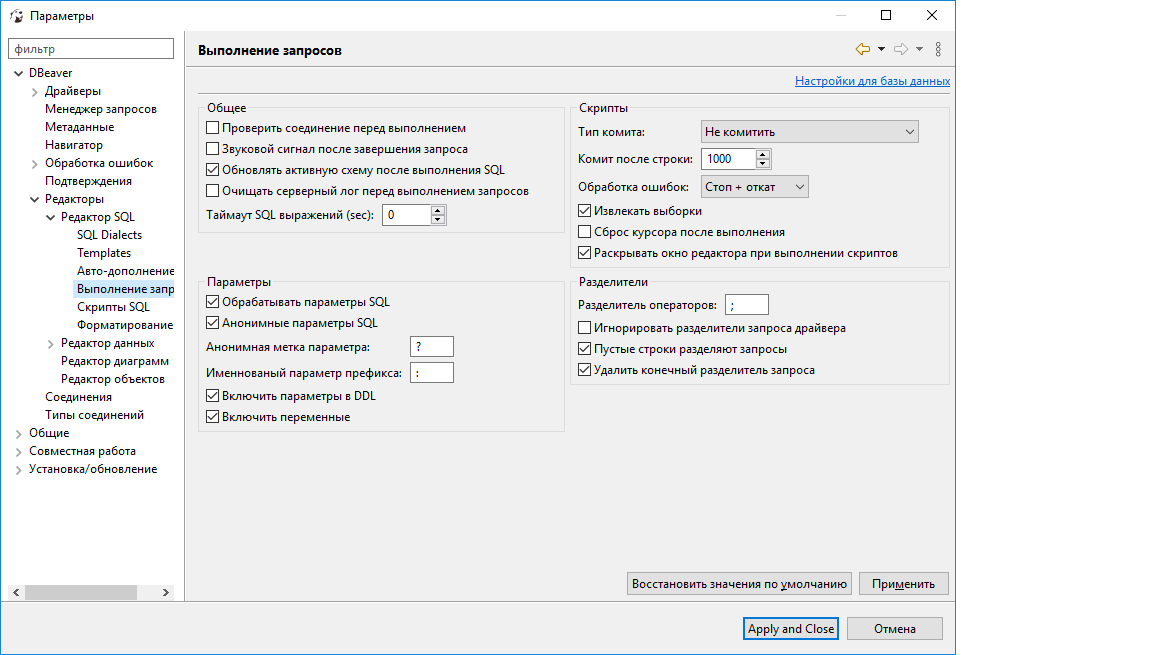 Параметры
фильтр
DBeaver
Драйверы
Менеджер запросов
Метаданные
Навигатор
Обработка ошибок
Подтверждения
Редакторы
Редактор SQL
SQL Dialects
Templates
Авто-дополнение
Выполнение запр
Скрипты SQL
Форматирование
Редактор данных
Редактор диаграмм
Редактор объектов
Соединения
Типы соединений
Общие
Совместная работа
Установка/обновление
Выполнение запросов
Настройки для базы данных
Общее
Проверить соединение перед выполнением
Звуковой сигнал после завершения запроса
Обновлять активную схему после выполнения SQL
Очищать серверный лог перед выполнением запросов
Таймаут SQL выражений (sec): 0
Скрипты
Тип комита: Не комитить
Комит после строки: 1000
Обработка ошибок: Стоп + откат
Извлекать выборки
Сброс курсора после выполнения
Раскрывать окно редактора при выполнении скриптов
Параметры
Обрабатывать параметры SQL
Анонимные параметры SQL
Анонимная метка параметра: ?
Именнованый параметр префикса: :
Включить параметры в DDL
Включить переменные
Разделители
Разделитель операторов: ;
Игнорировать разделители запроса драйвера
Пустые строки разделяют запросы
Удалить конечный разделитель запроса
Восстановить значения по умолчанию
Применить
Apply and Close
Отмена